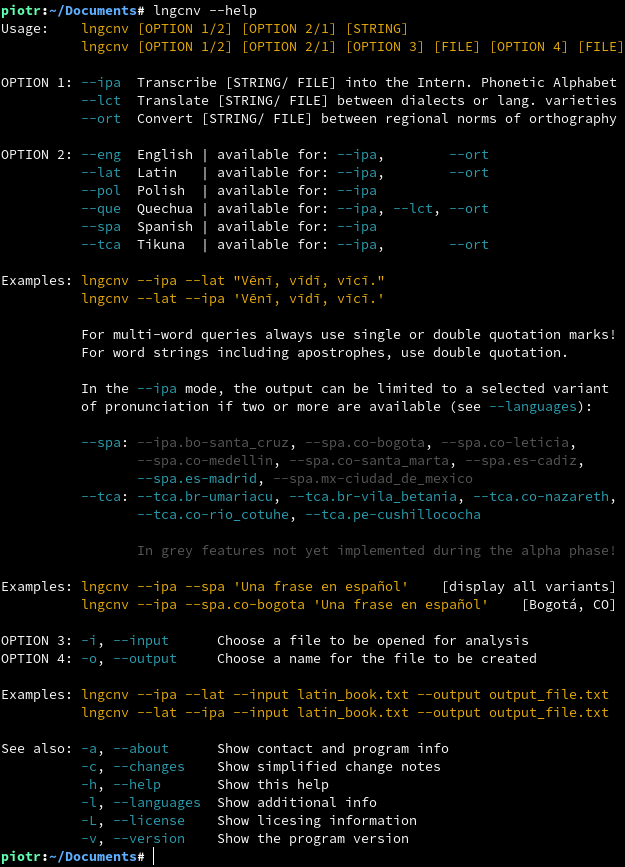 piotr:~/Documents# lngcnv --help
Usage:    lngcnv [OPTION 1/2] [OPTION 2/1] [STRING]
          lngcnv [OPTION 1/2] [OPTION 2/1] [OPTION 3] [FILE] [OPTION 4] [FILE]
OPTION 1: --ipa  Transcribe [STRING/ FILE] into the Intern. Phonetic Alphabet
          --lct  Translate [STRING/ FILE] between dialects or lang. varieties
          --ort  Convert [STRING/ FILE] between regional norms of orthography
OPTION 2: --eng  English | available for: --ipa,        --ort
          --lat  Latin   | available for: --ipa,        --ort
          --pol  Polish  | available for: --ipa
          --que  Quechua | available for: --ipa, --lct, --ort
          --spa  Spanish | available for: --ipa
          --tca  Tikuna  | available for: --ipa,        --ort
Examples: lngcnv --ipa --lat "Vēnī, vīdī, vīcī."
          lngcnv --lat --ipa 'Vēnī, vīdī, vīcī.'
          For multi-word queries always use single or double quotation marks!
          For word strings including apostrophes, use double quotation.
          In the --ipa mode, the output can be limited to a selected variant
          of pronunciation if two or more are available (see --languages):
          --spa: --ipa.bo-santa_cruz, --spa.co-bogota, --spa.co-leticia,
                 --spa.co-medellin, --spa.co-santa_marta, --spa.es-cadiz,
                 --spa.es-madrid, --spa.mx-ciudad_de_mexico
          --tca: --tca.br-umariacu, --tca.br-vila_betania, --tca.co-nazareth,
                 --tca.co-rio_cotuhe, --tca.pe-cushillococha
                 In grey features not yet implemented during the alpha phase!
Examples: lngcnv --ipa --spa 'Una frase en español'    [display all variants]
          lngcnv --ipa --spa.co-bogota 'Una frase en español'    [Bogotá, CO]
OPTION 3: -i, --input      Choose a file to be opened for analysis
OPTION 4: -o, --output     Choose a name for the file to be created
Examples: lngcnv --ipa --lat --input latin_book.txt --output output_file.txt
          lngcnv --lat --ipa --input latin_book.txt --output output_file.txt
See also: -a, --about      Show contact and program info
          -c, --changes    Show simplified change notes
          -h, --help       Show this help
          -l, --languages  Show additional info
          -L, --license    Show licesing information
          -v, --version    Show the program version
piotr:~/Documents#